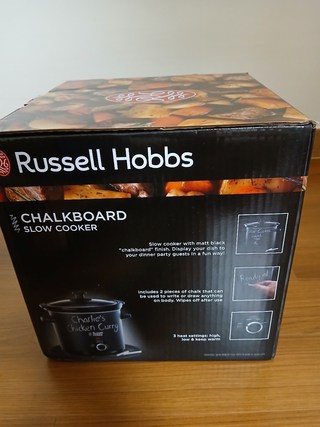 Russell Hobbs
CHALKBOARD
SLOW COOKER
Slow cooker with matt black
"chalkboard" finish. Display your dish to
your dinner party guests in a fun way!
Includes 2 pieces of chalk that can
be used to write or draw anything
on body. Wipes off after use
Charlie's
Chicken Curry
3 heat settings: high,
low & keep warm